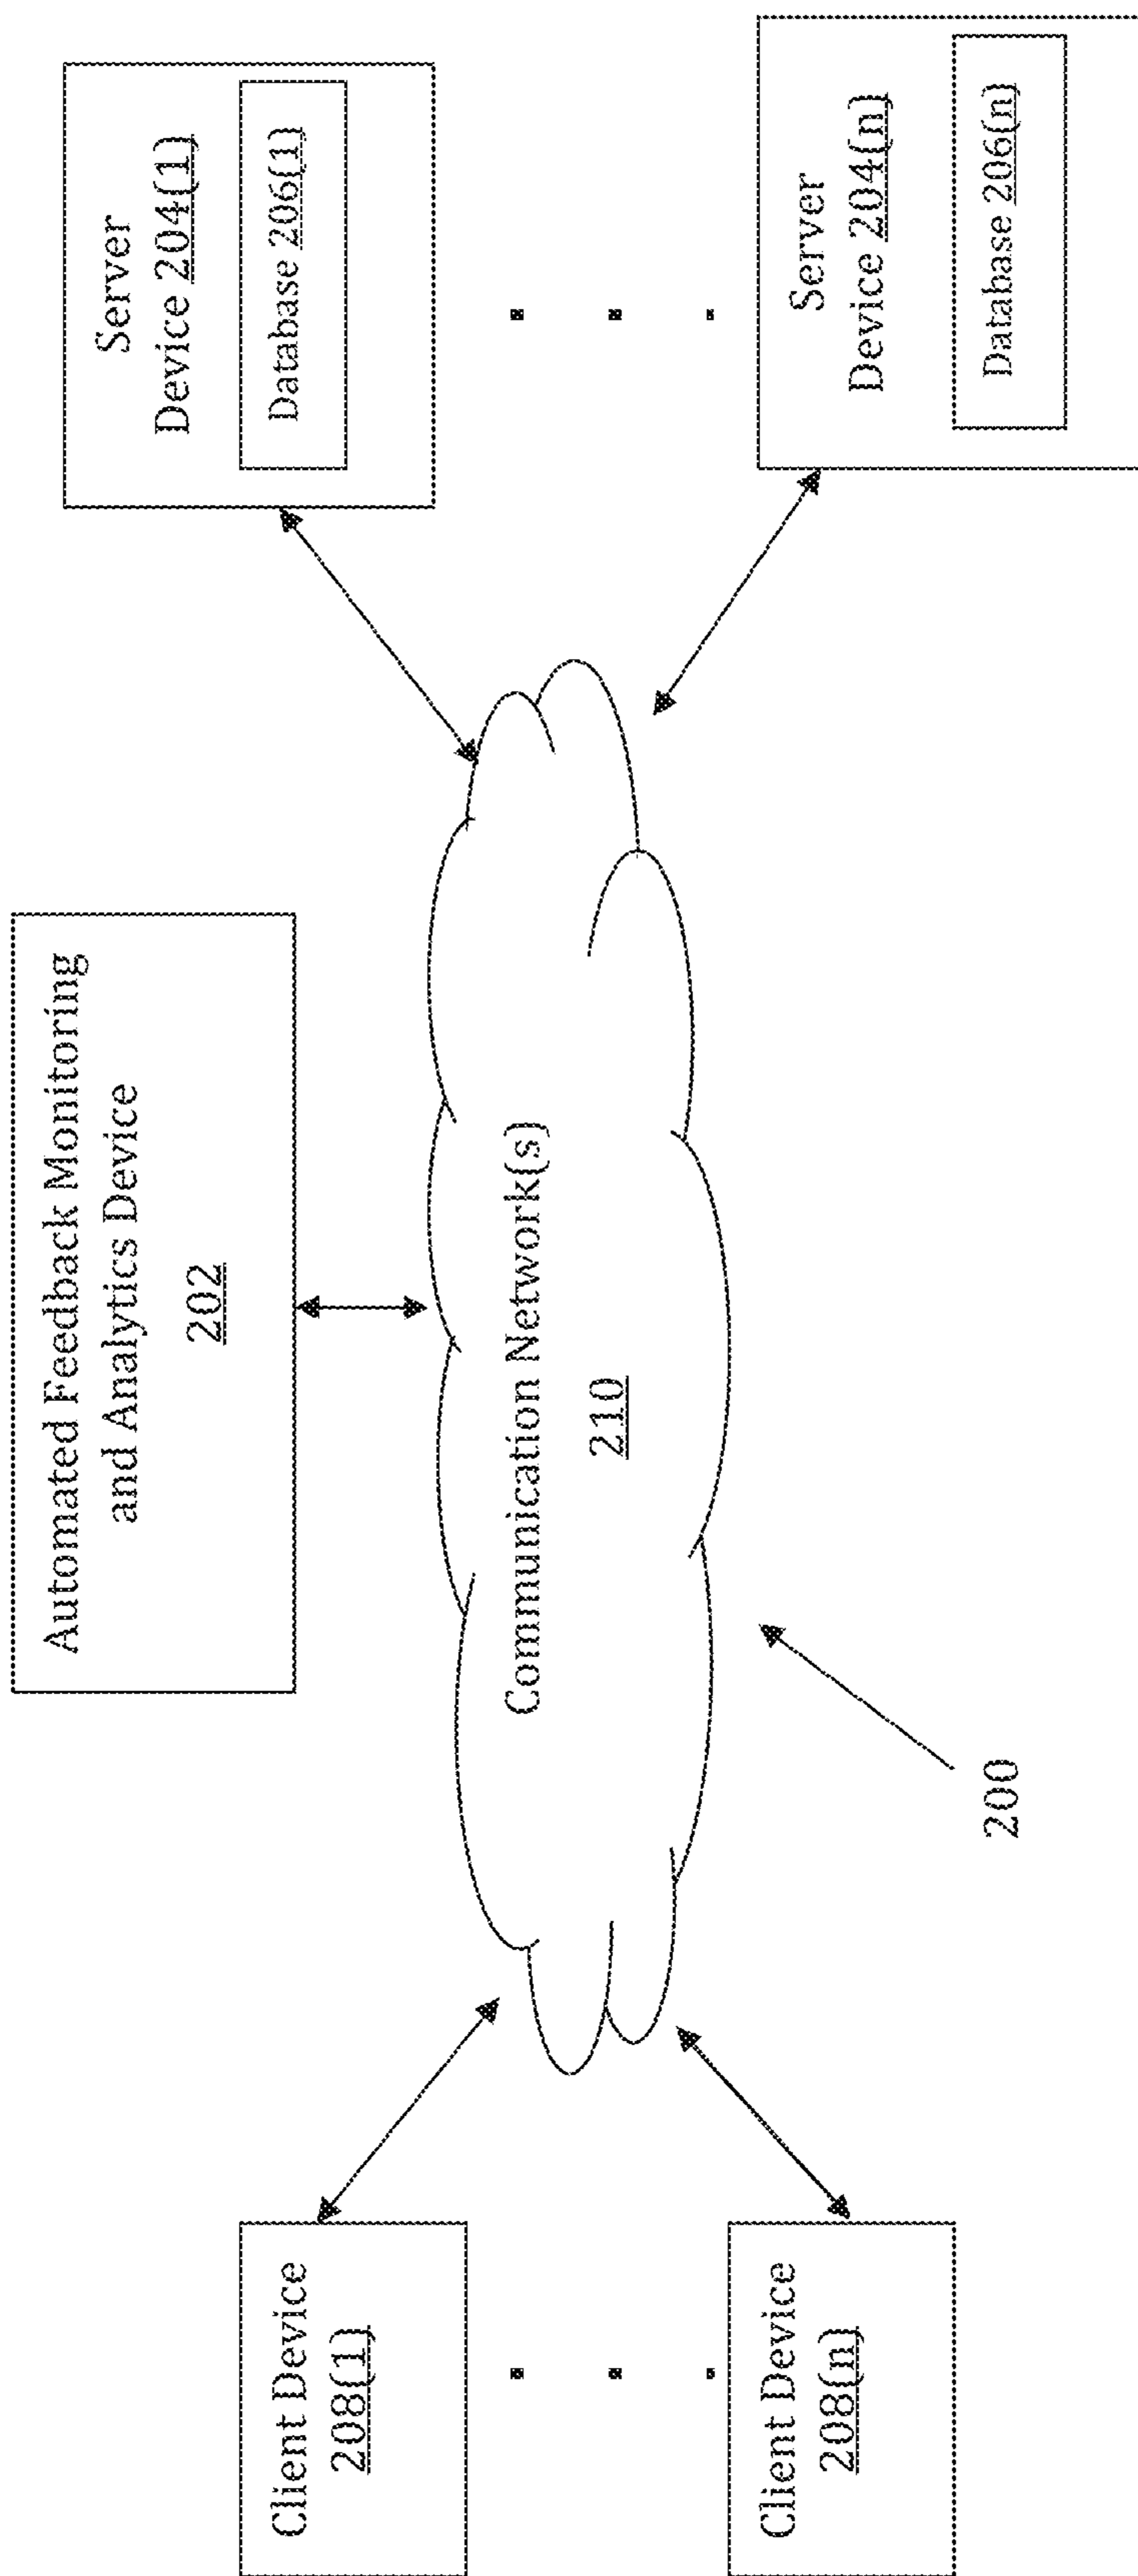 Automated Feedback Monitoring
and Analytics Device
202
Server
Device 204(1)
Database 206(1)
Server
Device 204(n)
Database 206(n)
Communication Network(s)
210
Client Device
208(1)
Client Device
208(n)
200